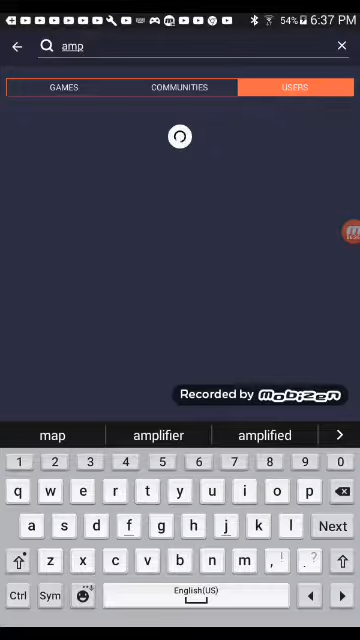 54% 6:37 PM
amp
GAMES COMMUNITIES USERS
Recorded by mobizen
map amplifier amplified
1 2 3 4 5 6 7 8 9 0
q w e r t y u i o p
a s d f g h j k l Next
z x c v b n m , ! . ?
Ctrl Sym English(US)